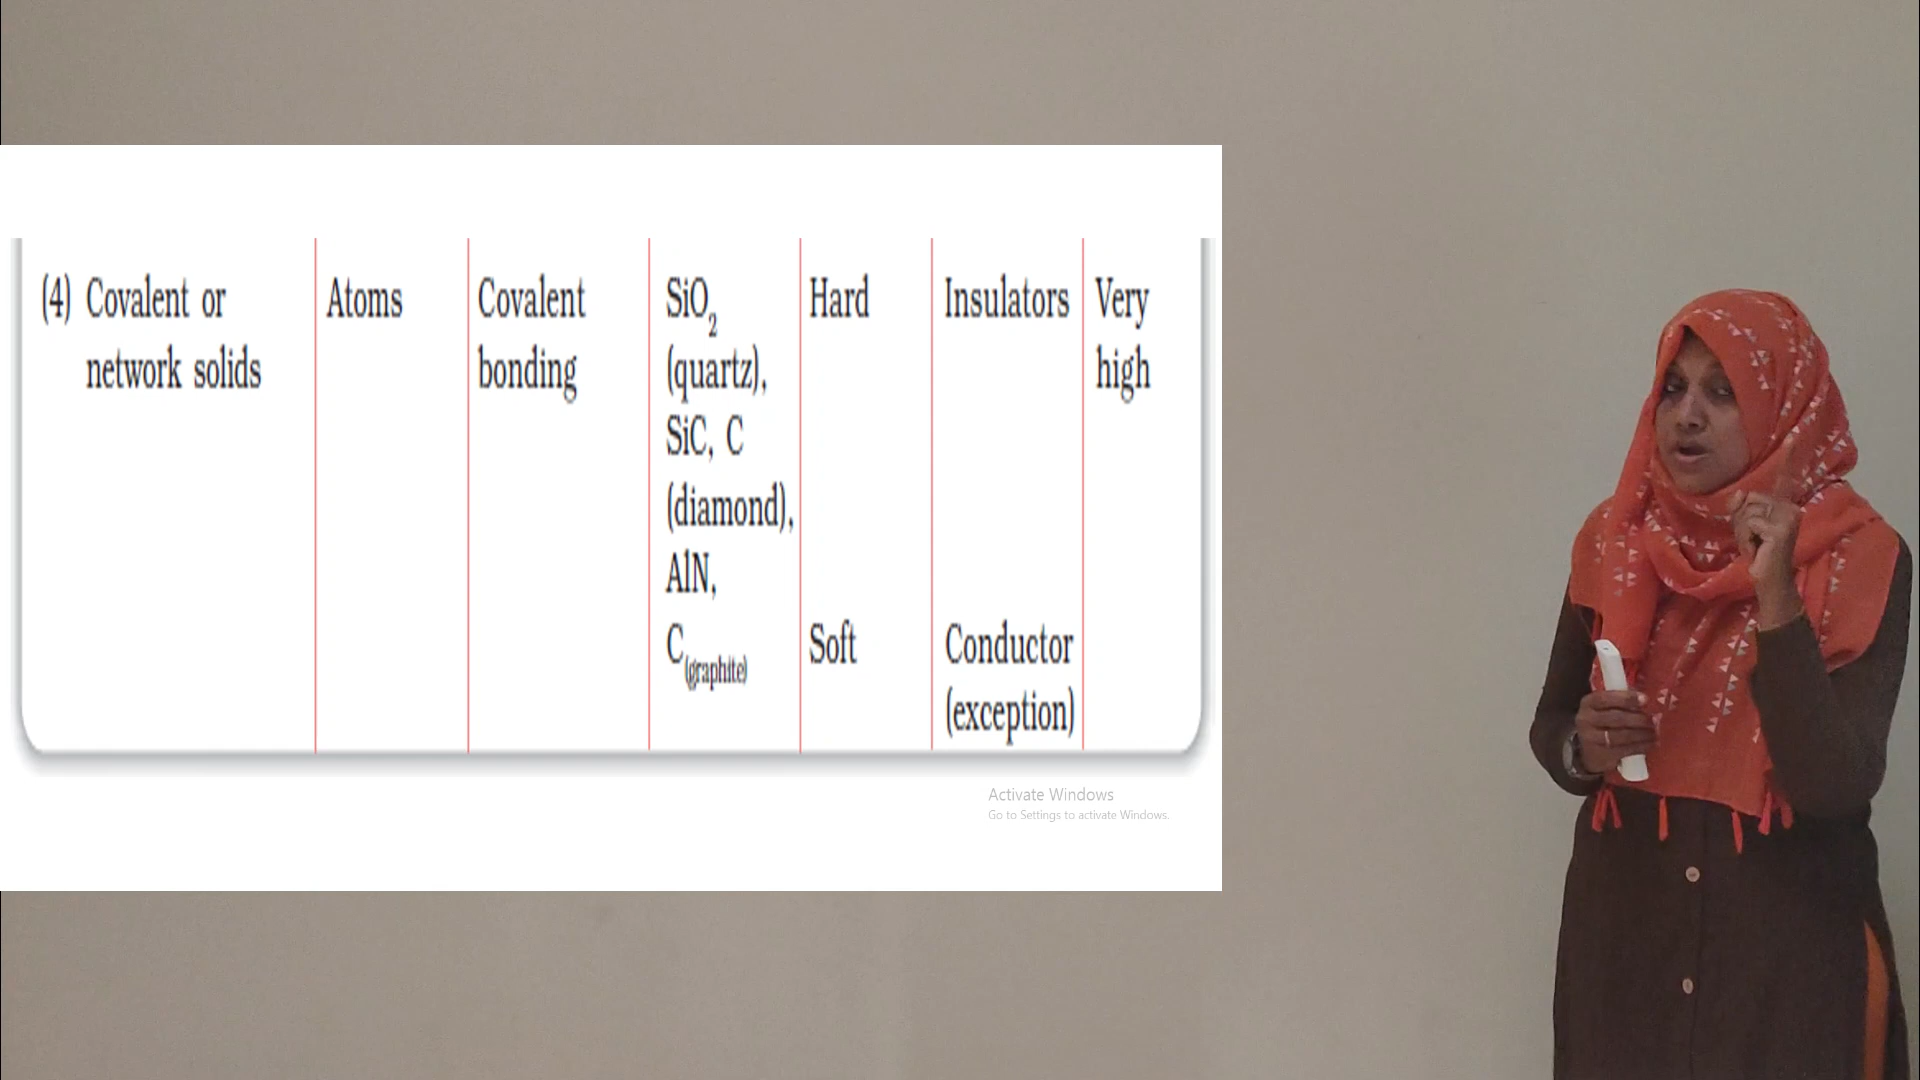 (4) Covalent or Atoms Covalent SiO₂ Hard Insulators Very
network solids bonding (quartz), high
SiC, C
(diamond),
AlN,
C(graphite) Soft Conductor
(exception)
Activate Windows
Go to Settings to activate Windows.